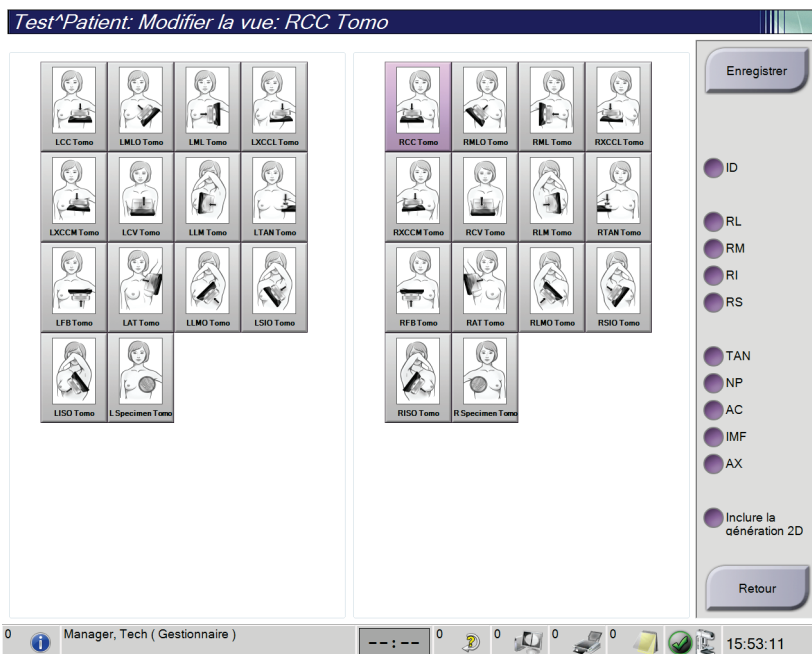 Test^Patient: Modifier la vue: RCC Tomo
LCC Tomo
LMLO Tomo
LML Tomo
LXCCL Tomo
LXCCM Tomo
LCV Tomo
LLM Tomo
LTAN Tomo
LFB Tomo
LAT Tomo
LLMO Tomo
LSIO Tomo
LISO Tomo
L Specimen Tomo
RCC Tomo
RMLO Tomo
RML Tomo
RXCCL Tomo
RXCCM Tomo
RCV Tomo
RLM Tomo
RTAN Tomo
RFB Tomo
RAT Tomo
RLMO Tomo
RSIO Tomo
RISO Tomo
R Specimen Tomo
Enregistrer
ID
RL
RM
RI
RS
TAN
NP
AC
IMF
AX
Inclure la
génération 2D
Retour
0
Manager, Tech ( Gestionnaire )
--:--
0
0
0
0
15:53:11